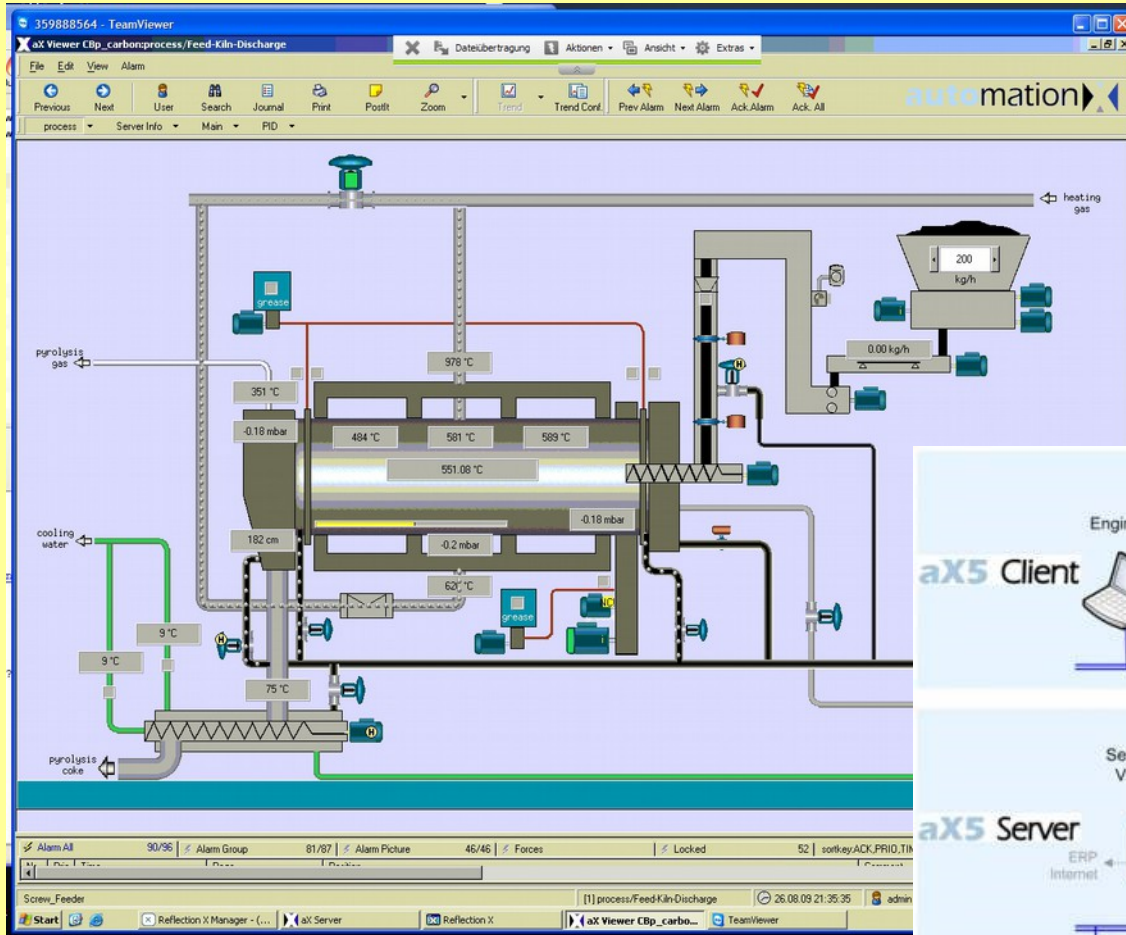 359888564 - TeamViewer
aX Viewer CBp_carbon:process/Feed-Kiln-Discharge
Dateiübertragung Aktionen Ansicht Extras
File Edit View Alarm
Previous Next User Search Journal Print PostIt Zoom Trend Trend Conf. Prev Alarm Next Alarm Ack.Alarm Ack. All
automation
process Server Info Main PID
heating
gas
200
kg/h
grease
0.00 kg/h
pyrolysis
gas
978 °C
351 °C
-0.18 mbar
484 °C 581 °C 589 °C
551.08 °C
-0.18 mbar
cooling
water
182 cm
-0.2 mbar
°C
grease
H
9 °C
9 °C
75 °C
H
H
pyrolysis
coke
aX5 Client
aX5 Server
ERP
Internet
Alarm All 90/96 Alarm Group 81/87 Alarm Picture 46/46 Forces Locked 52 sortkey:ACK,PRIO,TIM
Screw_Feeder [1] process/Feed-Kiln-Discharge 26.08.09 21:35:35 admin
Start Reflection X Manager - (... aX Server Reflection X aX Viewer CBp_carbo... TeamViewer